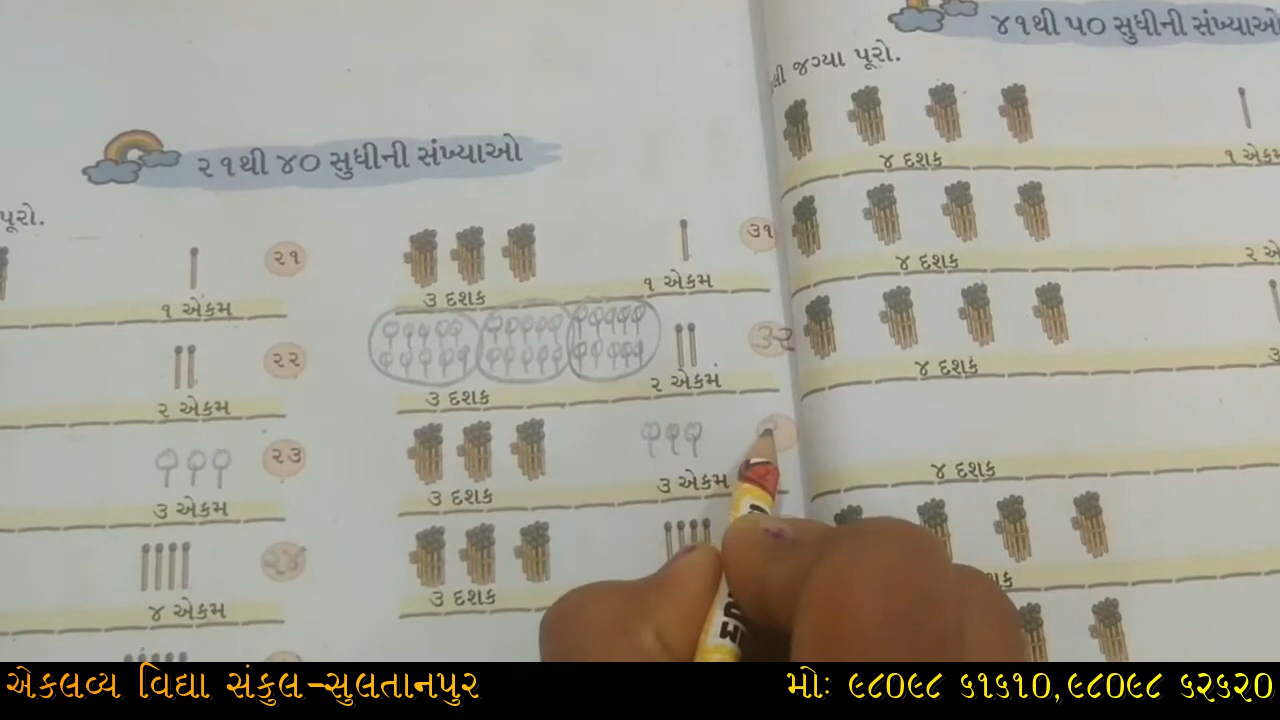 ૨૧થી ૪૦ સુધીની સંખ્યાઓ
પૂરો.
૨૧
૧ એકમ
૨૨
૨ એકમ
૨૩
૩ એકમ
૪ એકમ
૩૧
૩ દશક ૧ એકમ
૩૨
૩ દશક ૨ એકમ
૩ દશક ૩ એકમ
૩ દશક
૪૧થી ૫૦ સુધીની સંખ્યાઓ
જગ્યા પૂરો.
૪ દશક ૧ એકમ
૪ દશક ૨
૪ દશક ૩
૪ દશક
એકલવ્ય વિદ્યા સંકુલ-સુલતાનપુર
મોઃ ૯૮૦૯૮ ૬૧૬૧૦,૯૮૦૯૮ ૬૨૬૨૦